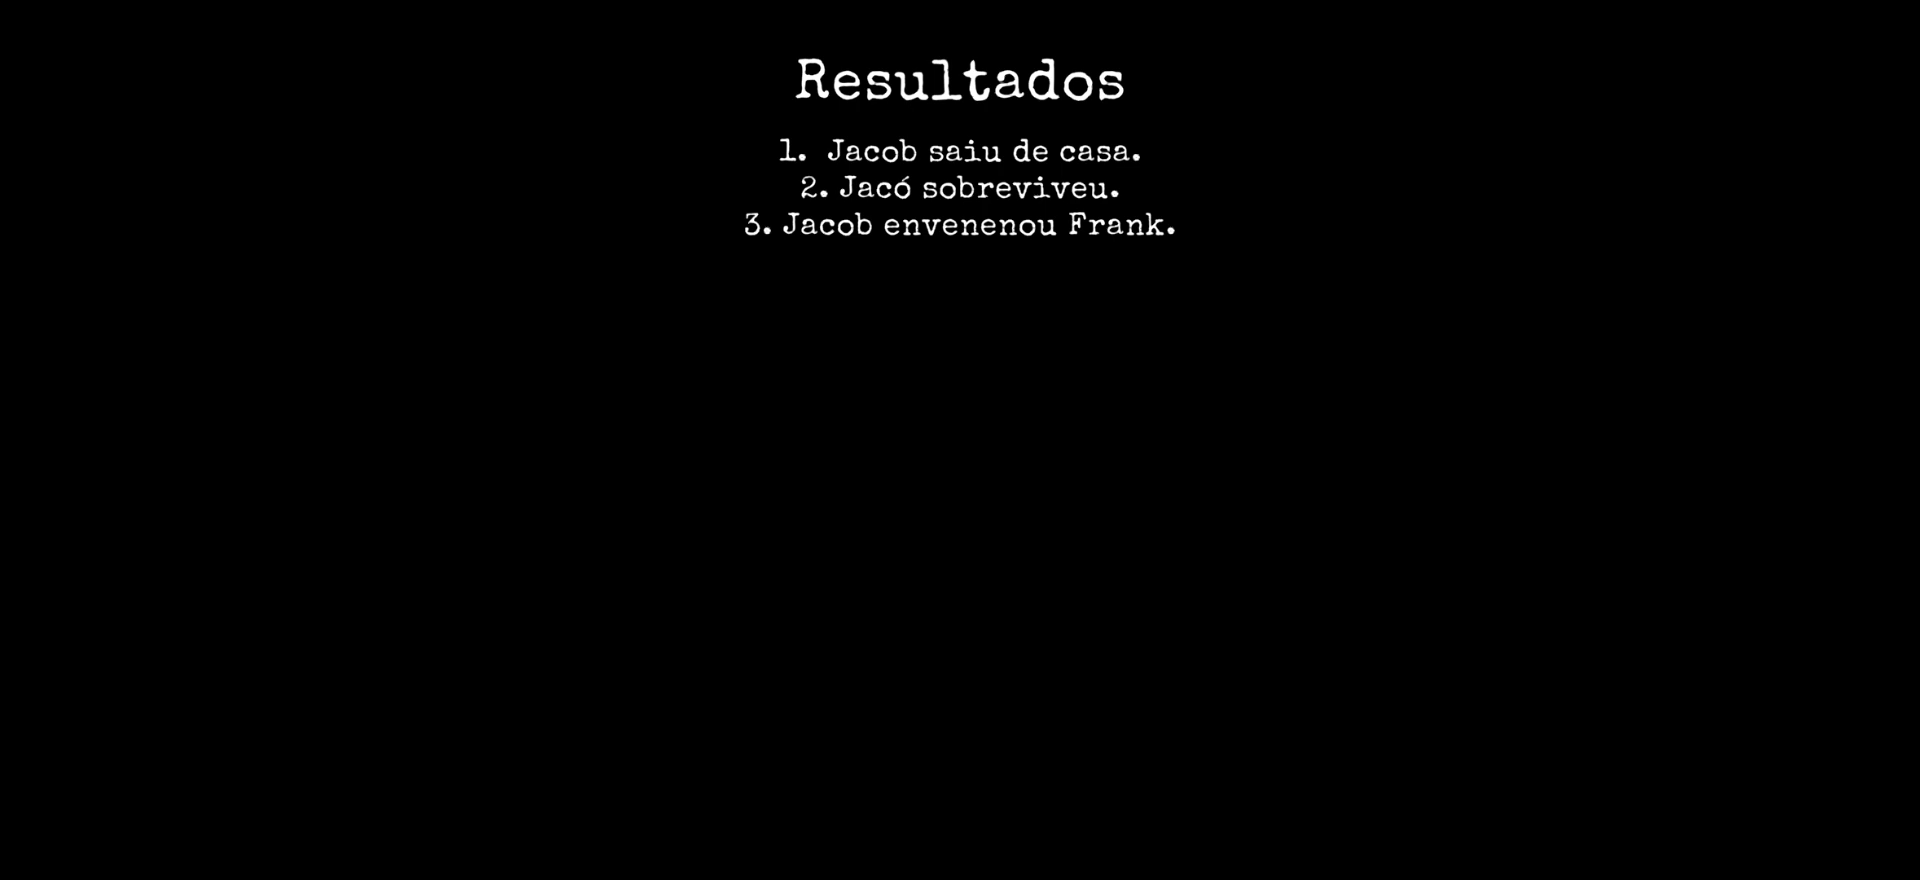 Resultados
1. Jacob saiu de casa.
2. Jacó sobreviveu.
3. Jacob envenenou Frank.